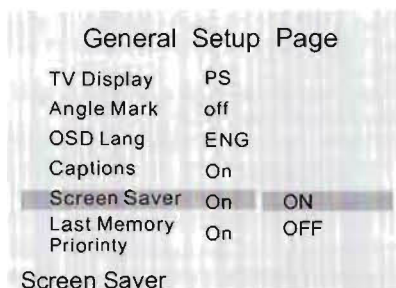 General Setup Page
TV Display PS
Angle Mark off
OSD Lang ENG
Captions On
Screen Saver On ON
Last Memory
Priorinty On OFF
Screen Saver